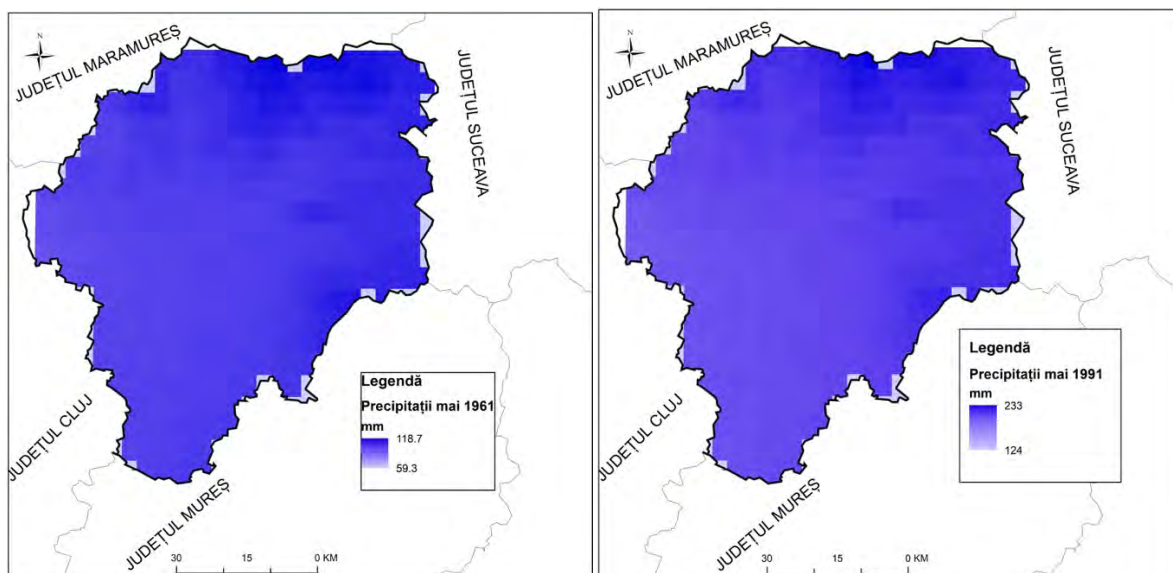 N
JUDEȚUL MARAMUREȘ
JUDEȚUL SUCEAVA
JUDEȚUL CLUJ
JUDEȚUL MUREȘ
Legendă
Precipitații mai 1961
mm
118.7
59.3
30 15 0 KM
N
JUDEȚUL MARAMUREȘ
JUDEȚUL SUCEAVA
JUDEȚUL CLUJ
JUDEȚUL MUREȘ
Legendă
Precipitații mai 1991
mm
233
124
30 15 0 KM